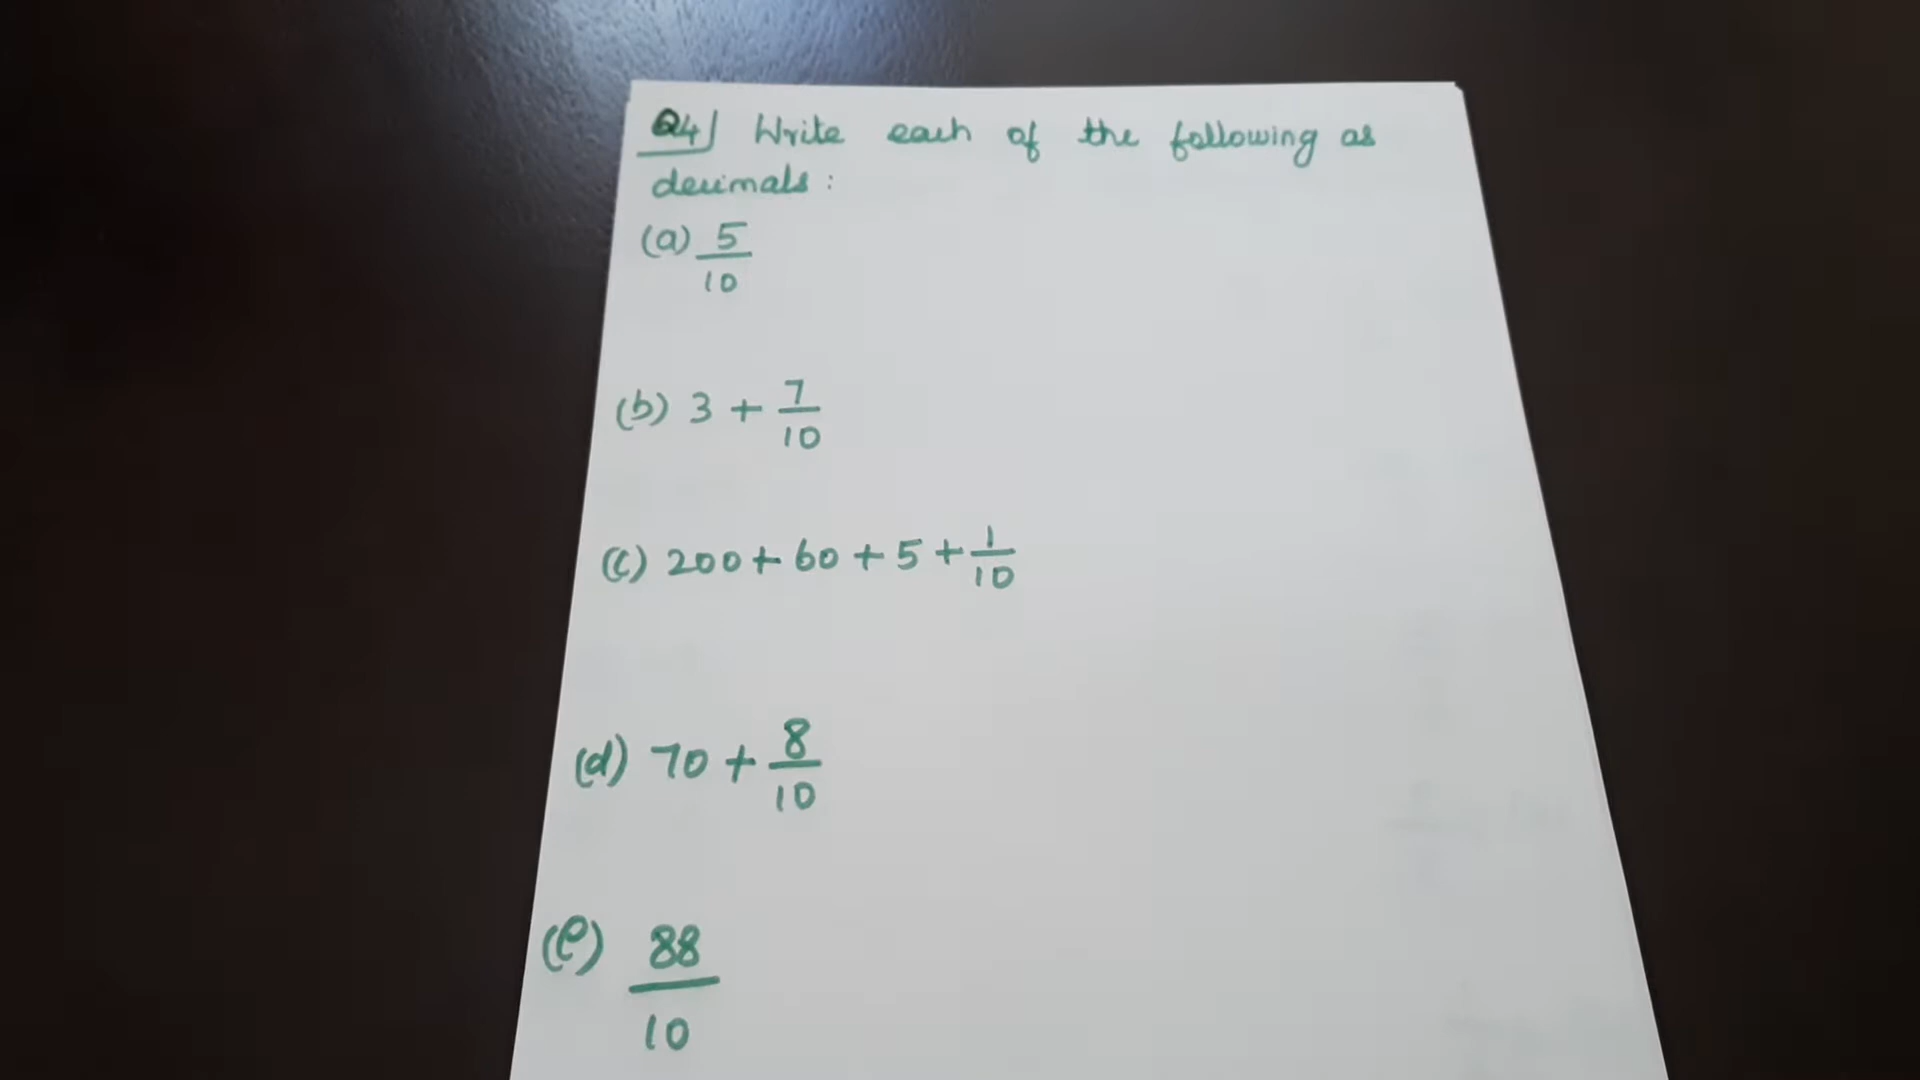 Q4) Write each of the following as
decimals:
(a) 5/10
(b) 3 + 7/10
(c) 200 + 60 + 5 + 1/10
(d) 70 + 8/10
(e) 88/10